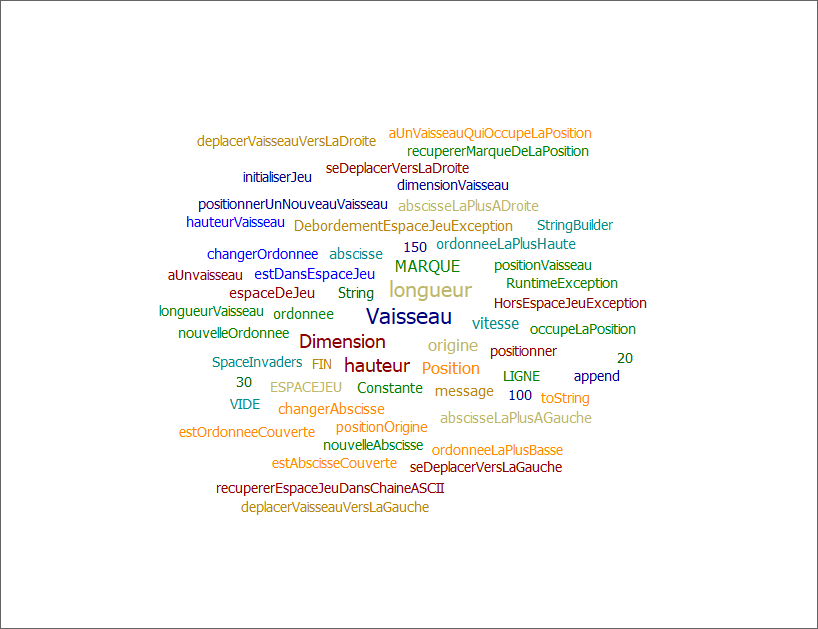 aUnVaisseauQuiOccupeLaPosition
deplacerVaisseauVersLaDroite
recupererMarqueDeLaPosition
seDeplacerVersLaDroite
initialiserJeu
dimensionVaisseau
positionnerUnNouveauVaisseau
abscisseLaPlusADroite
hauteurVaisseau
DebordementEspaceJeuException
StringBuilder
changerOrdonnee
abscisse
150
ordonneeLaPlusHaute
aUnvaisseau
estDansEspaceJeu
MARQUE
positionVaisseau
RuntimeException
espaceDeJeu
String
longueur
HorsEspaceJeuException
longueurVaisseau
ordonnee
Vaisseau
vitesse
occupeLaPosition
nouvelleOrdonnee
Dimension
origine
positionner
SpaceInvaders
FIN
hauteur
Position
20
LIGNE
append
30
ESPACEJEU
Constante
message
100
toString
VIDE
changerAbscisse
abscisseLaPlusAGauche
estOrdonneeCouverte
positionOrigine
nouvelleAbscisse
ordonneeLaPlusBasse
estAbscisseCouverte
seDeplacerVersLaGauche
recupererEspaceJeuDansChaineASCII
deplacerVaisseauVersLaGauche